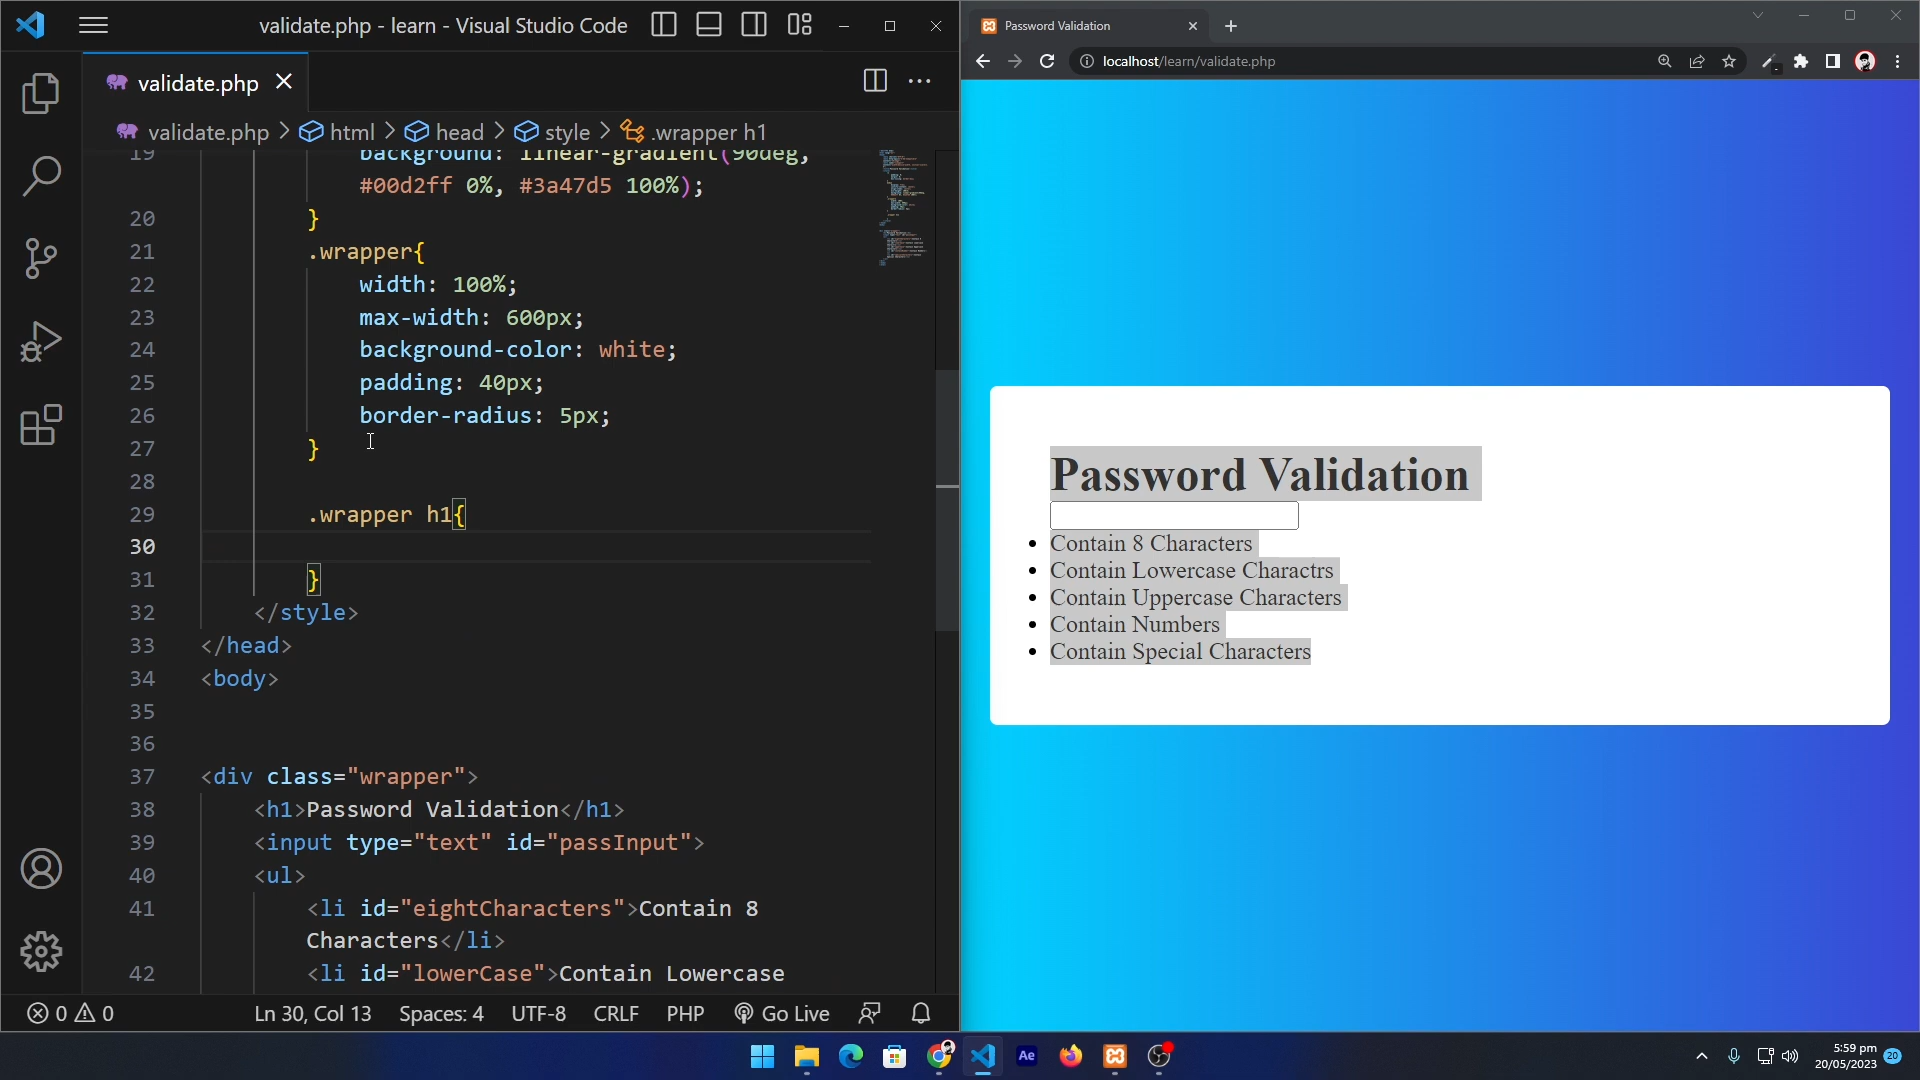 validate.php - learn - Visual Studio Code
validate.php
validate.php > html > head > style > .wrapper h1
19 background: linear-gradient(90deg,
#00d2ff 0%, #3a47d5 100%);
20 }
21 .wrapper{
22 width: 100%;
23 max-width: 600px;
24 background-color: white;
25 padding: 40px;
26 border-radius: 5px;
27 }
28
29 .wrapper h1{
30
31 }
32 </style>
33 </head>
34 <body>
35
36
37 <div class="wrapper">
38 <h1>Password Validation</h1>
39 <input type="text" id="passInput">
40 <ul>
41 <li id="eightCharacters">Contain 8
Characters</li>
42 <li id="lowerCase">Contain Lowercase
0 0 Ln 30, Col 13 Spaces: 4 UTF-8 CRLF PHP Go Live
Password Validation
localhost/learn/validate.php
Password Validation
Contain 8 Characters
Contain Lowercase Charactrs
Contain Uppercase Characters
Contain Numbers
Contain Special Characters
Ae
5:59 pm
20/05/2023
20